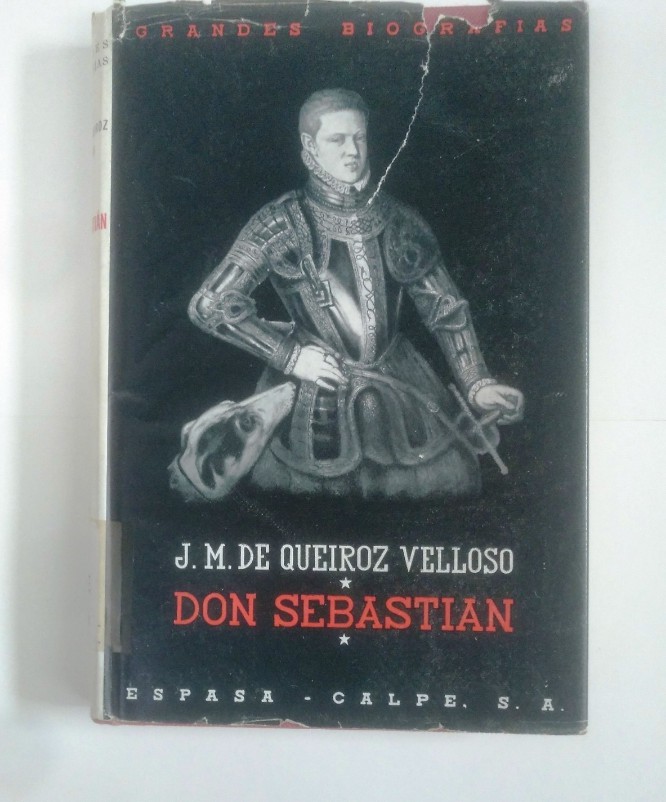 GRANDES BIOGRAFIAS
J. M. DE QUEIROZ VELLOSO
DON SEBASTIAN
ESPASA - CALPE, S. A.